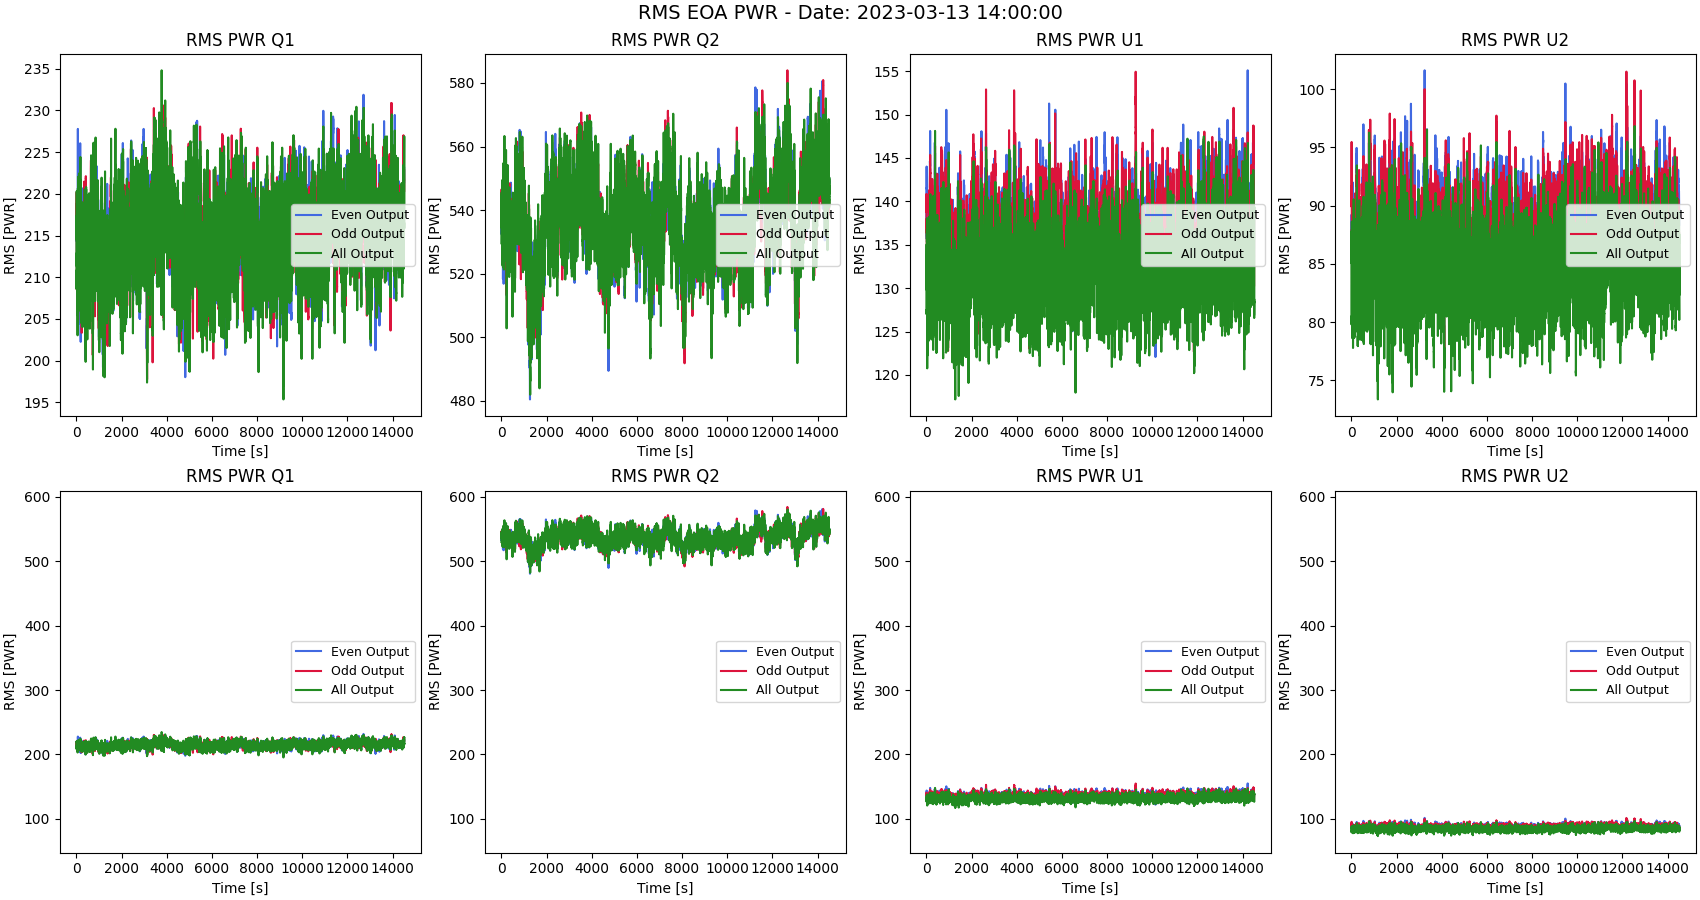 RMS EOA PWR - Date: 2023-03-13 14:00:00
RMS PWR Q1
RMS [PWR]
235
230
225
220
215
210
205
200
195
0 2000 4000 6000 8000 10000 12000 14000
Time [s]
Even Output
Odd Output
All Output
RMS PWR Q2
RMS [PWR]
580
560
540
520
500
480
0 2000 4000 6000 8000 10000 12000 14000
Time [s]
Even Output
Odd Output
All Output
RMS PWR U1
RMS [PWR]
155
150
145
140
135
130
125
120
0 2000 4000 6000 8000 10000 12000 14000
Time [s]
Even Output
Odd Output
All Output
RMS PWR U2
RMS [PWR]
100
95
90
85
80
75
0 2000 4000 6000 8000 10000 12000 14000
Time [s]
Even Output
Odd Output
All Output
RMS PWR Q1
RMS [PWR]
600
500
400
300
200
100
0 2000 4000 6000 8000 10000 12000 14000
Time [s]
Even Output
Odd Output
All Output
RMS PWR Q2
RMS [PWR]
600
500
400
300
200
100
0 2000 4000 6000 8000 10000 12000 14000
Time [s]
Even Output
Odd Output
All Output
RMS PWR U1
RMS [PWR]
600
500
400
300
200
100
0 2000 4000 6000 8000 10000 12000 14000
Time [s]
Even Output
Odd Output
All Output
RMS PWR U2
RMS [PWR]
600
500
400
300
200
100
0 2000 4000 6000 8000 10000 12000 14000
Time [s]
Even Output
Odd Output
All Output